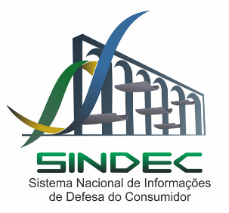 SINDEC
Sistema Nacional de Informações
de Defesa do Consumidor